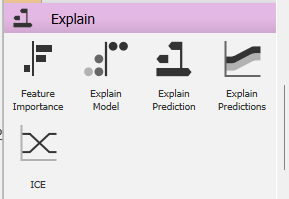 Explain
Feature Importance
Explain Model
Explain Prediction
Explain Predictions
ICE